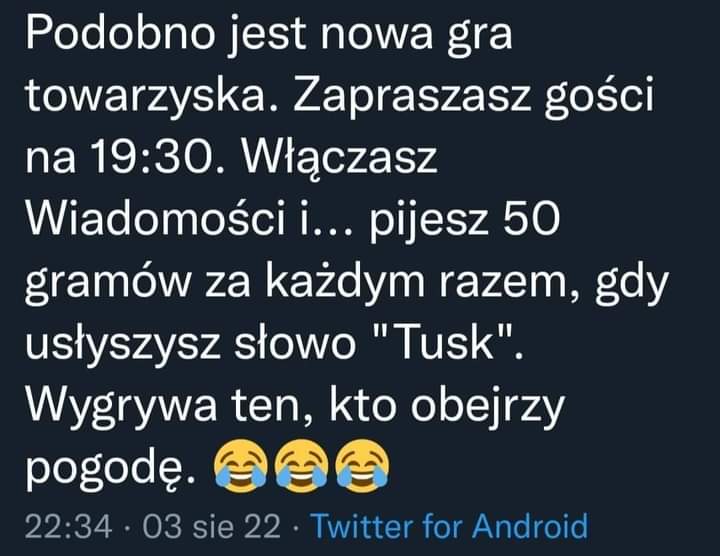 Podobno jest nowa gra
towarzyska. Zapraszasz gości
na 19:30. Włączasz
Wiadomości i... pijesz 50
gramów za każdym razem, gdy
usłyszysz słowo "Tusk".
Wygrywa ten, kto obejrzy
pogodę. 😂😂😂
22:34 · 03 sie 22 · Twitter for Android